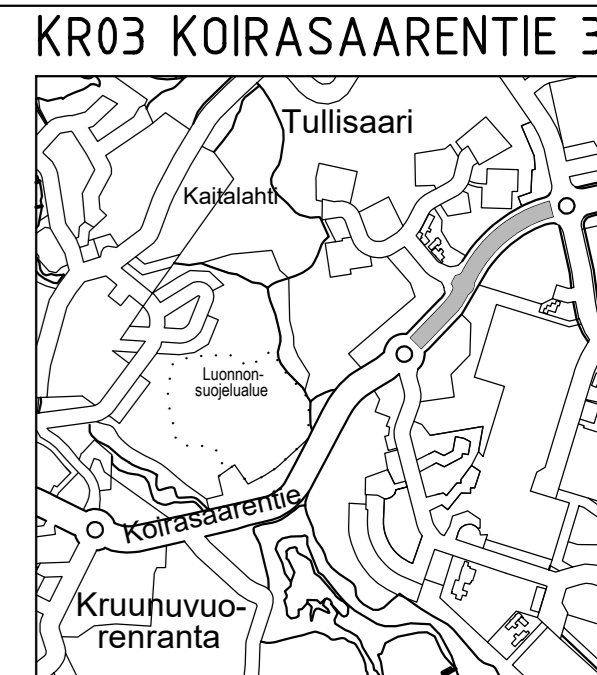 KR03 KOIRASAARENTIE 3
Tullisaari
Kaitalahti
Luonnon-
suojelualue
Koirasaarentie
Kruunuvuo-
renranta